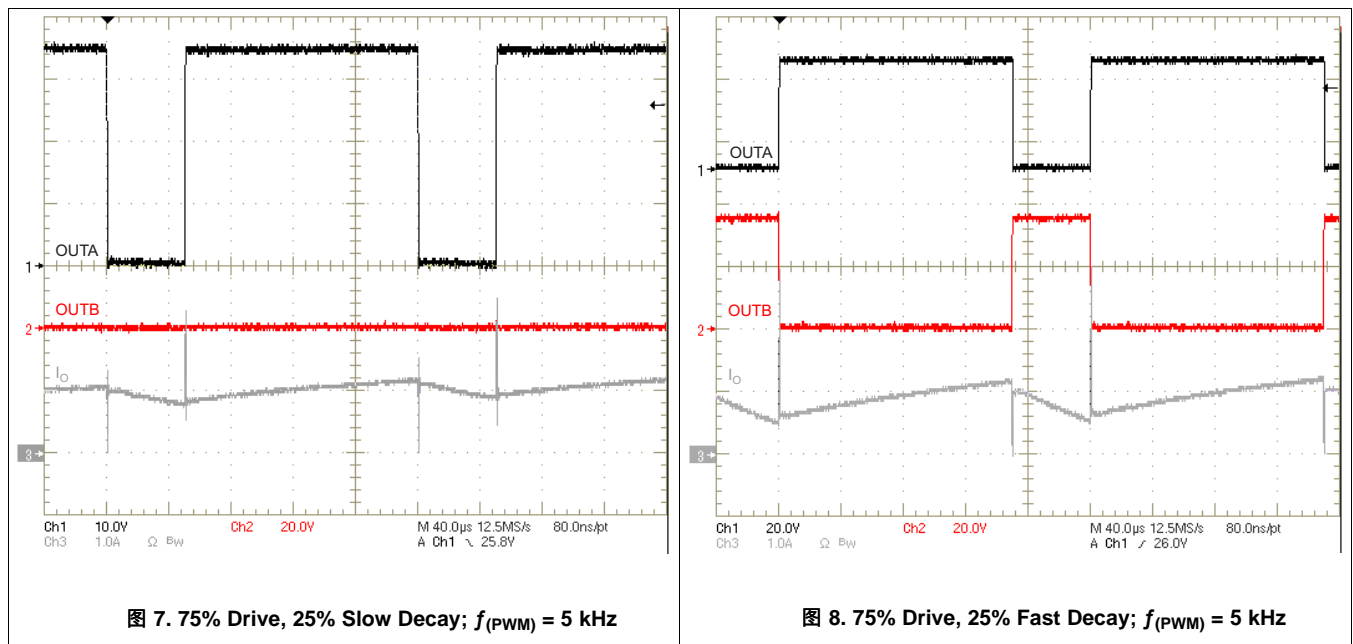 OUTA
1
OUTB
2
I_O
3
Ch1 10.0V Ch2 20.0V M 40.0µs 12.5MS/s 80.0ns/pt
Ch3 1.0A Ω BW A Ch1 ∖ 25.8V
图 7. 75% Drive, 25% Slow Decay; f(PWM) = 5 kHz
OUTA
1
OUTB
2
I_O
3
Ch1 20.0V Ch2 20.0V M 40.0µs 12.5MS/s 80.0ns/pt
Ch3 1.0A Ω BW A Ch1 ∕ 26.0V
图 8. 75% Drive, 25% Fast Decay; f(PWM) = 5 kHz